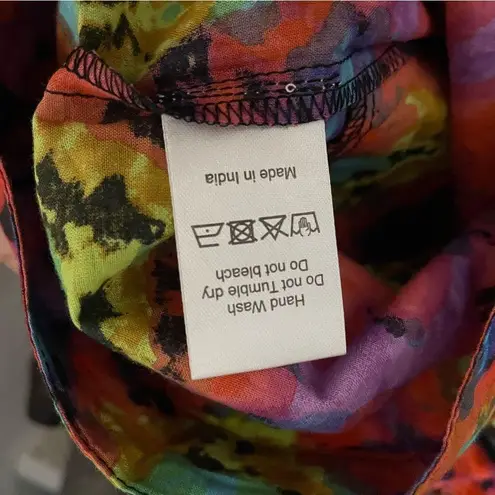 Hand Wash
Do not Tumble dry
Do not bleach
Made in India